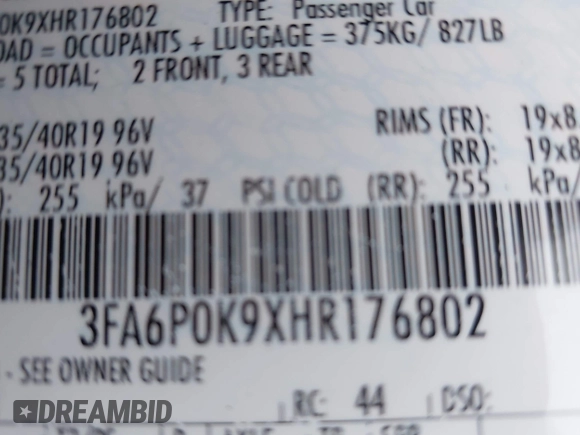 0K9XHR176802 TYPE: Passenger Car
OAD = OCCUPANTS + LUGGAGE = 375KG/ 827LB
= 5 TOTAL; 2 FRONT, 3 REAR
35/40R19 96V RIMS (FR): 19x8
35/40R19 96V (RR): 19x8
): 255 kPa/ 37 PSI COLD (RR): 255 kPa/
3FA6P0K9XHR176802
- SEE OWNER GUIDE
RC: 44 DSO:
DREAMBID